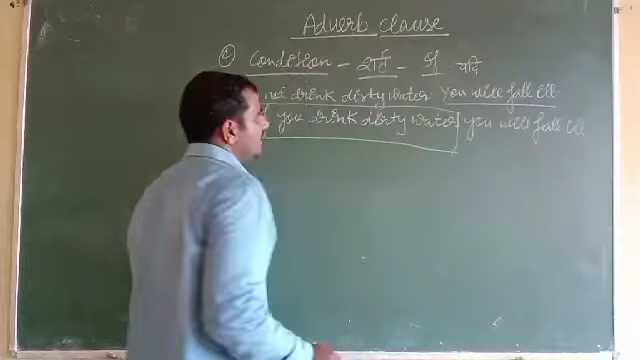 Adverb clause
① Condition - शर्त - यदि
not drink dirty water you will fall ill
you drink dirty water you will fall ill